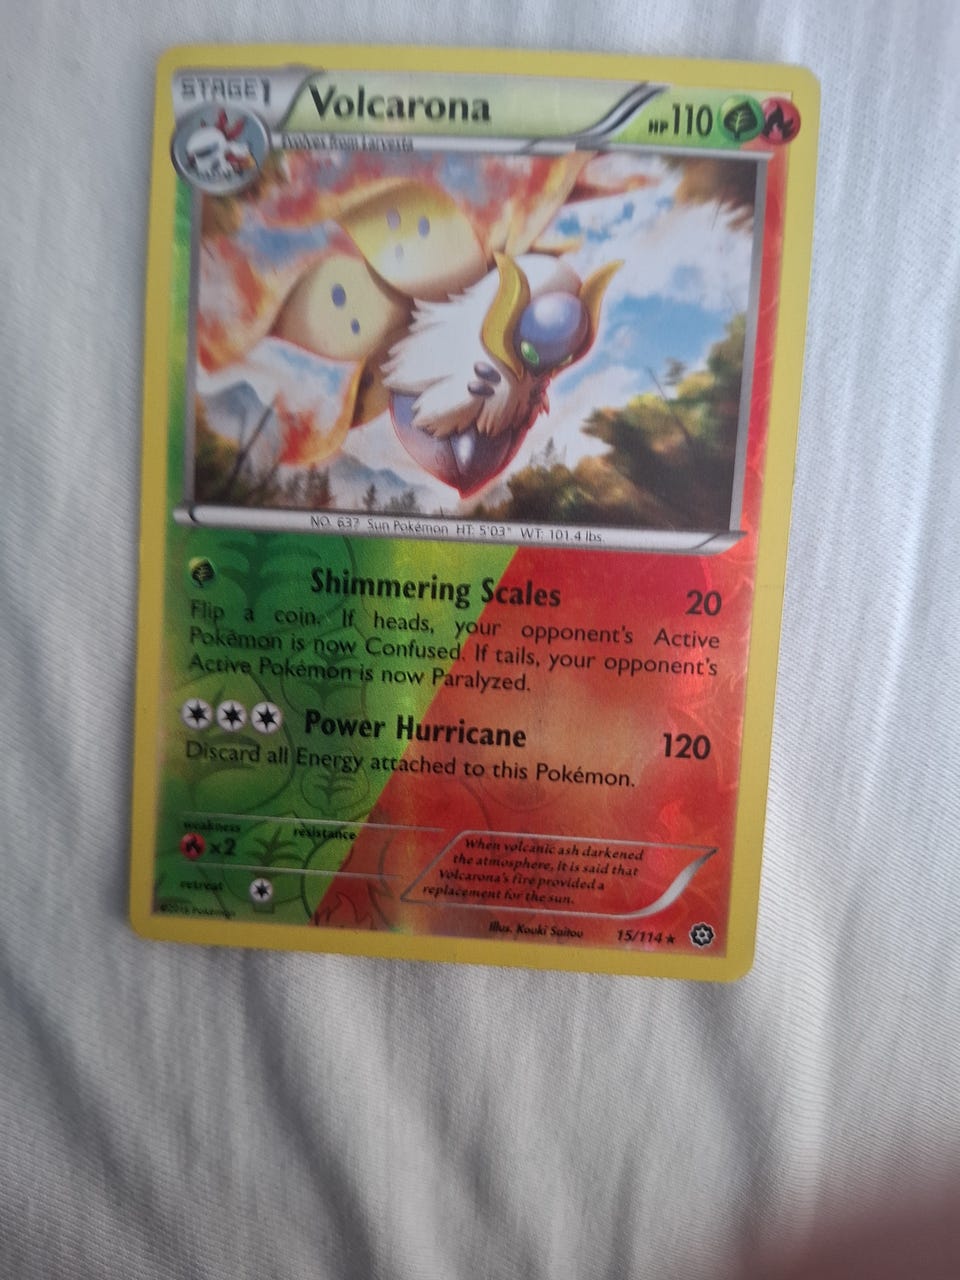 STAGE1
Volcarona
HP110
Evolves from Larvesta
NO. 637 Sun Pokémon HT: 5'03" WT: 101.4 lbs.
Shimmering Scales 20
Flip a coin. If heads, your opponent's Active
Pokémon is now Confused. If tails, your opponent's
Active Pokémon is now Paralyzed.
Power Hurricane 120
Discard all Energy attached to this Pokémon.
weakness resistance
x2
retreat
When volcanic ash darkened
the atmosphere, it is said that
Volcarona's fire provided a
replacement for the sun.
©2015 Pokémon
Illus. Kouki Saitou 15/114★